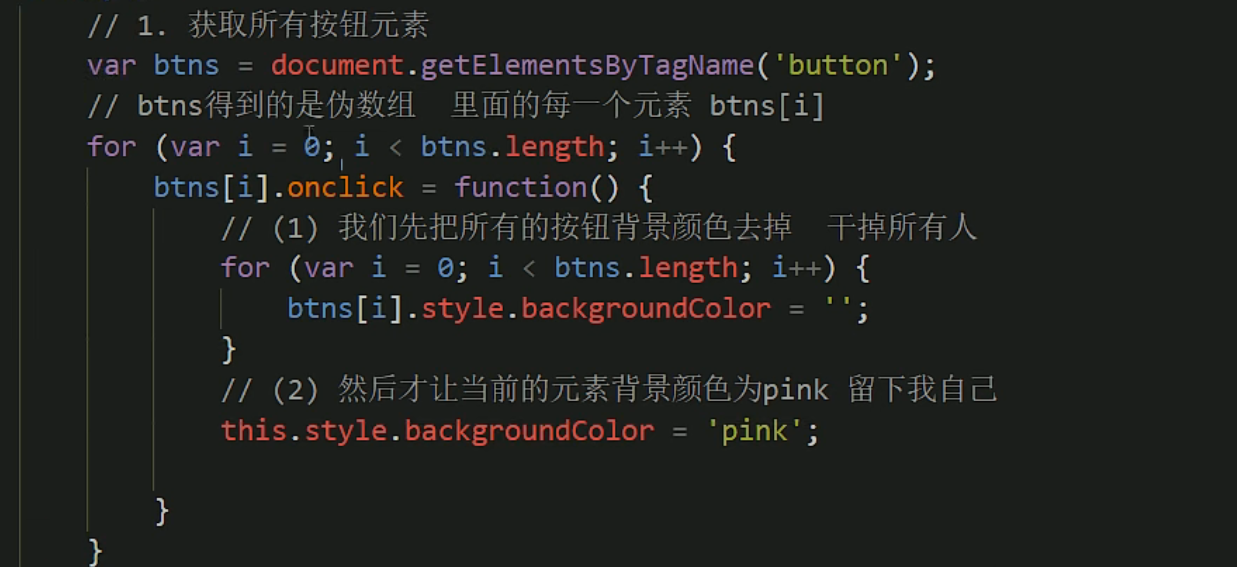 // 1. 获取所有按钮元素
var btns = document.getElementsByTagName('button');
// btns得到的是伪数组  里面的每一个元素 btns[i]
for (var i = 0; i < btns.length; i++) {
btns[i].onclick = function() {
// (1) 我们先把所有的按钮背景颜色去掉  干掉所有人
for (var i = 0; i < btns.length; i++) {
btns[i].style.backgroundColor = '';
}
// (2) 然后才让当前的元素背景颜色为pink 留下我自己
this.style.backgroundColor = 'pink';
}
}